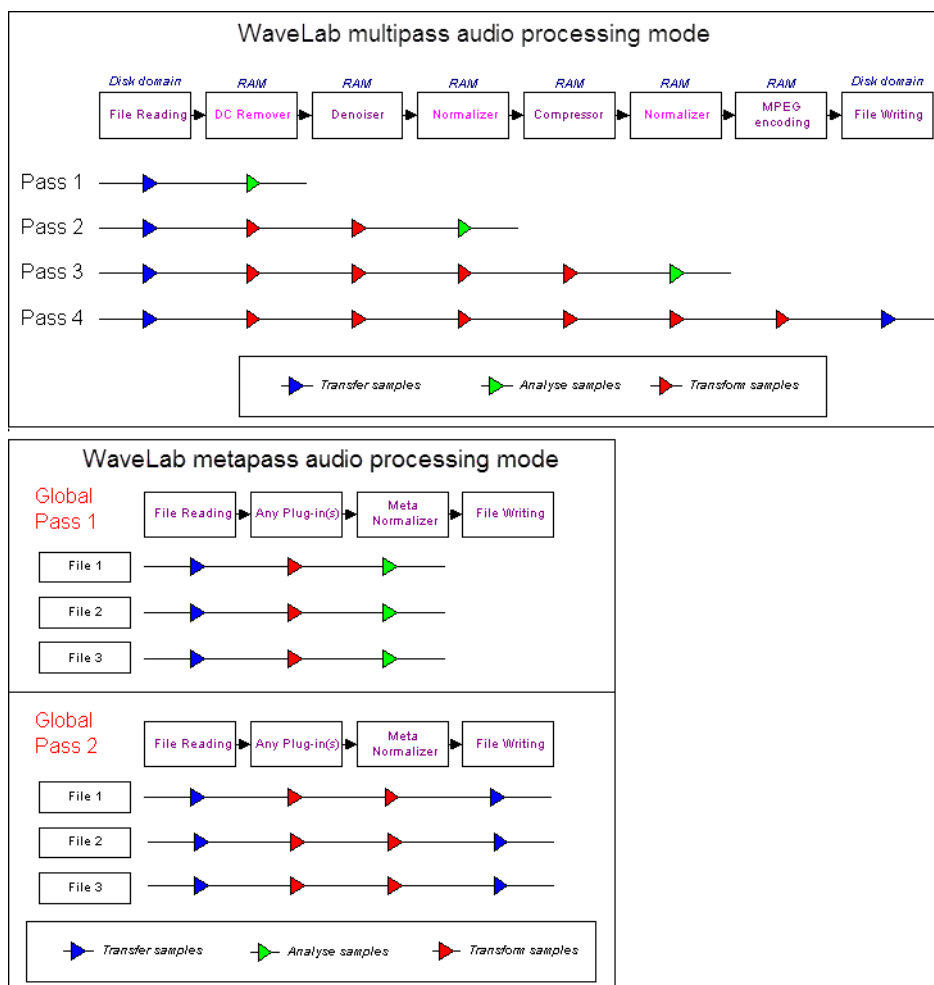 WaveLab multipass audio processing mode
Disk domain RAM RAM RAM RAM RAM RAM Disk domain
File Reading DC Remover Denoiser Normalizer Compressor Normalizer MPEG encoding File Writing
Pass 1
Pass 2
Pass 3
Pass 4
Transfer samples Analyse samples Transform samples
WaveLab metapass audio processing mode
Global
Pass 1
File Reading Any Plug-in(s) Meta Normalizer File Writing
File 1
File 2
File 3
Global
Pass 2
File Reading Any Plug-in(s) Meta Normalizer File Writing
File 1
File 2
File 3
Transfer samples Analyse samples Transform samples